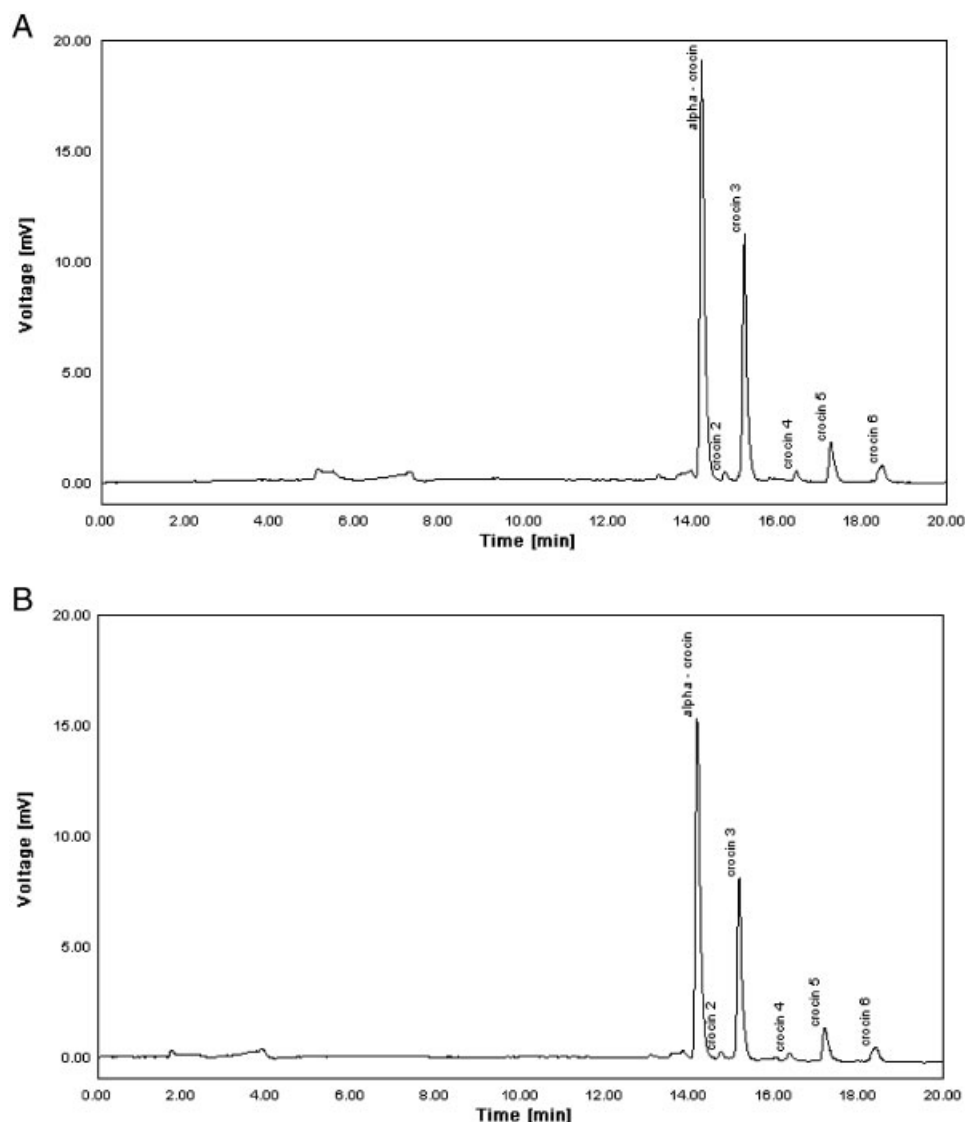 A
20.00
15.00
10.00
5.00
0.00
Voltage [mV]
alpha - crocin
crocin 2
crocin 3
crocin 4
crocin 5
crocin 6
0.00 2.00 4.00 6.00 8.00 10.00 12.00 14.00 16.00 18.00 20.00
Time [min]
B
20.00
15.00
10.00
5.00
0.00
Voltage [mV]
alpha - crocin
crocin 2
crocin 3
crocin 4
crocin 5
crocin 6
0.00 2.00 4.00 6.00 8.00 10.00 12.00 14.00 16.00 18.00 20.00
Time [min]